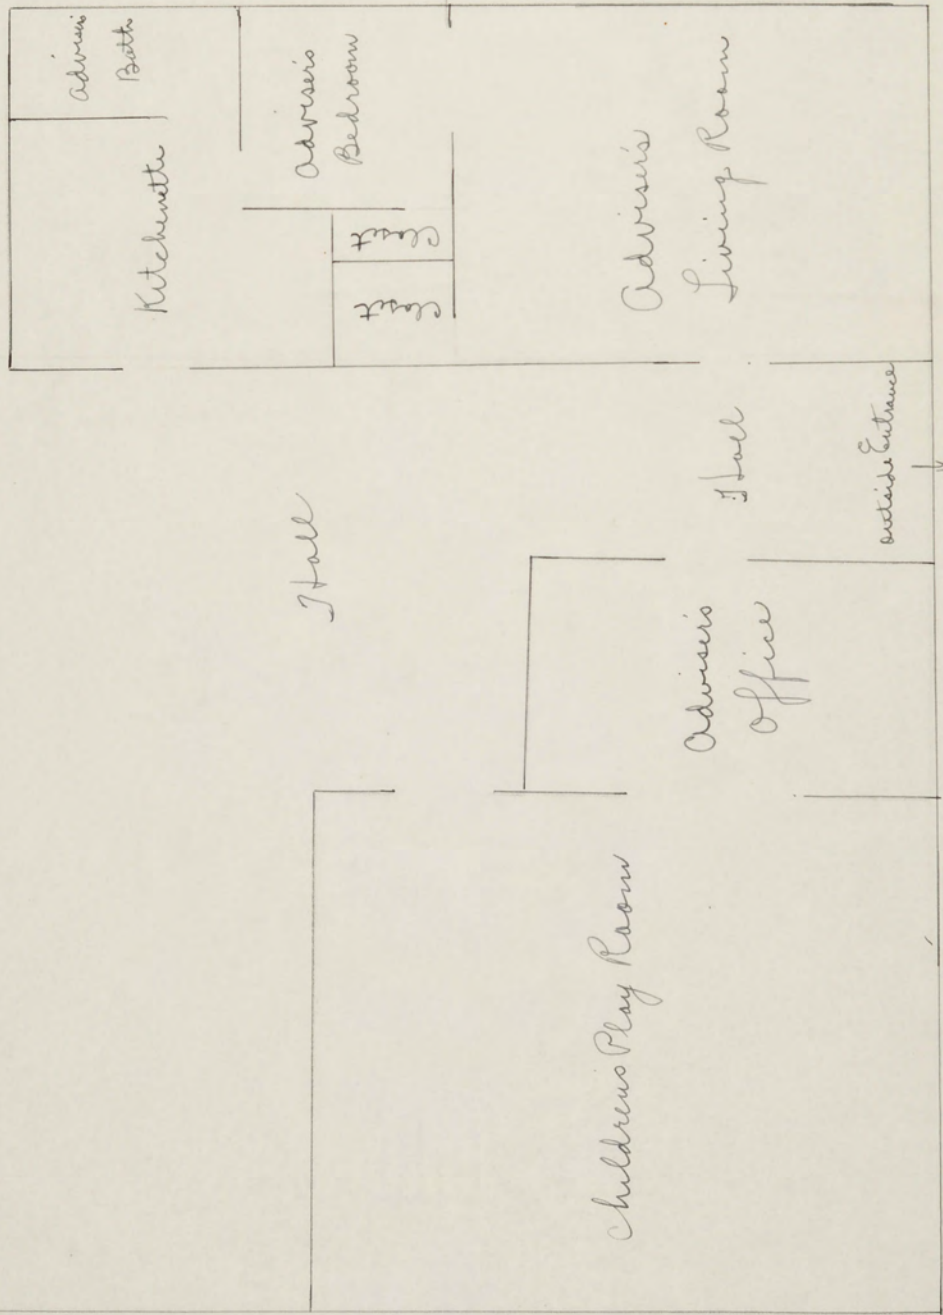 Adviser's
Bath
Kitchenette
Adviser's
Bedroom
Closet
Closet
Adviser's
Living Room
Hall
Hall
Outside Entrance
Adviser's
Office
Childrens Play Room